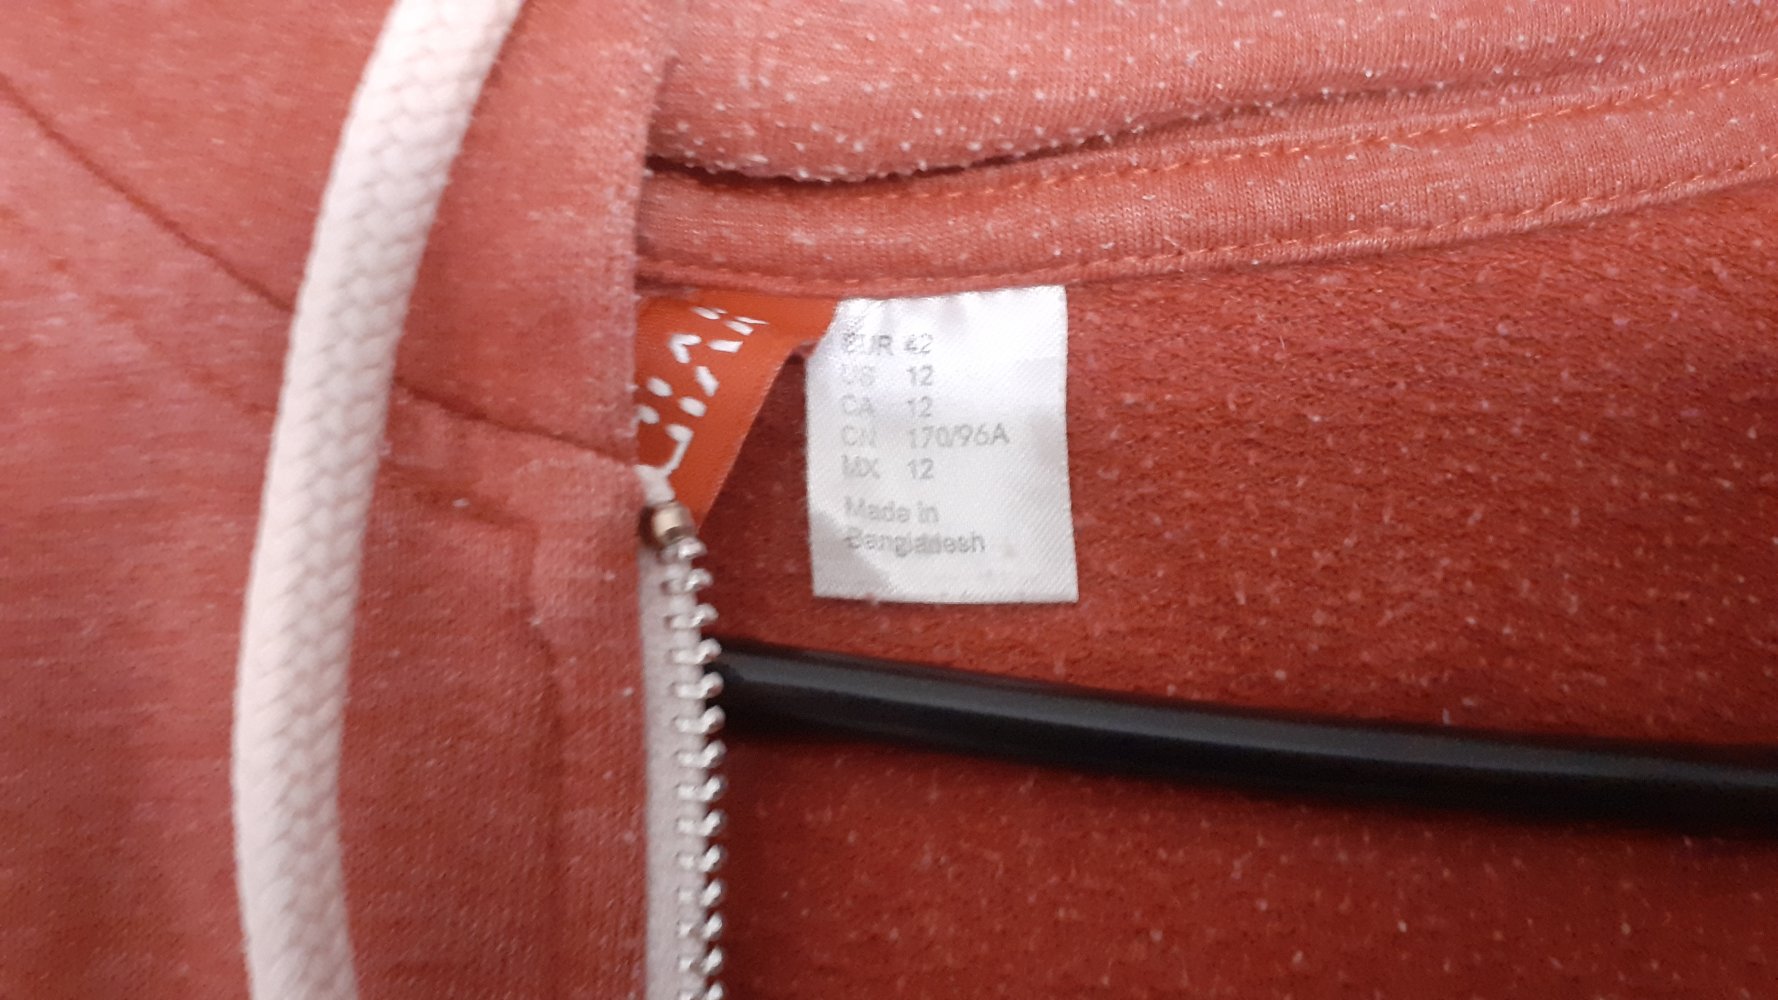 EUR 42
US 12
CA 12
CN 170/96A
MX 12
Made in
Bangladesh